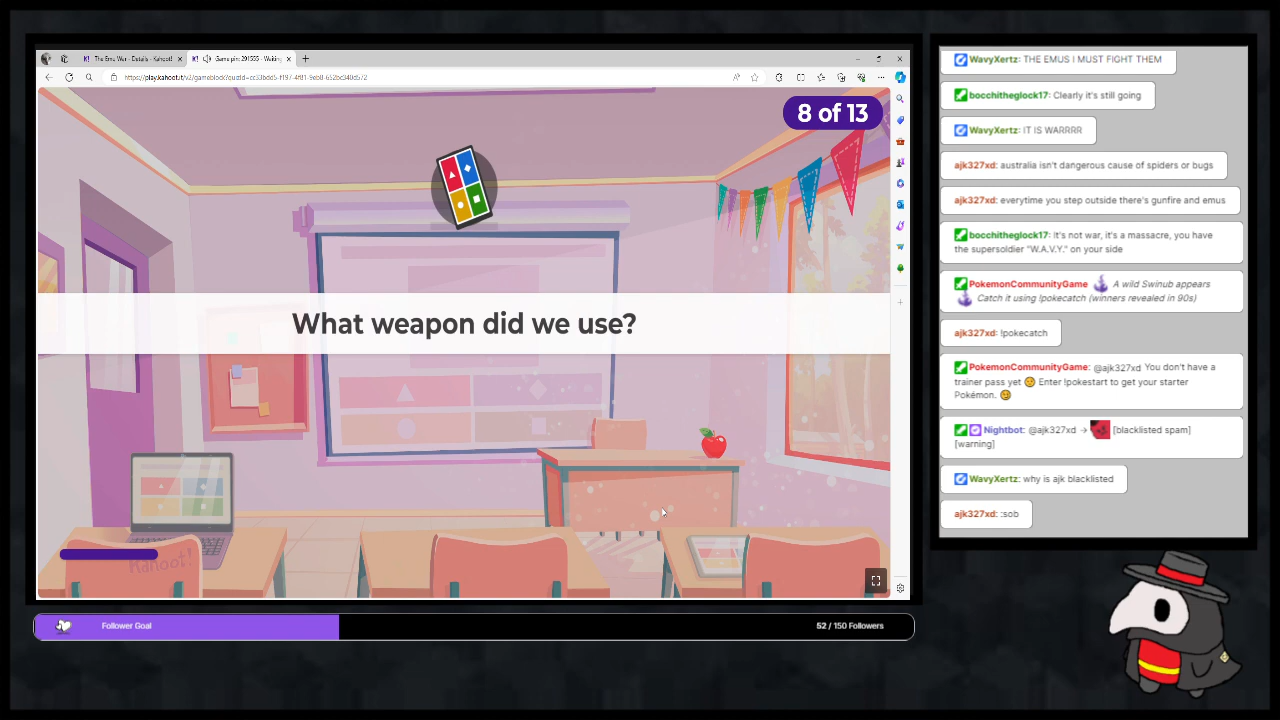 The Emu War - Details - Kahoot!
8 of 13
What weapon did we use?
Kahoot!
Follower Goal
52 / 150 Followers
WavyXertz: THE EMUS I MUST FIGHT THEM
bocchitheglock17: Clearly it's still going
WavyXertz: IT IS WARRRR
ajk327xd: australia isn't dangerous cause of spiders or bugs
ajk327xd: everytime you step outside there's gunfire and emus
bocchitheglock17: It's not war, it's a massacre, you have
the supersoldier "W.A.V.Y." on your side
PokemonCommunityGame A wild Swinub appears
Catch it using !pokecatch (winners revealed in 90s)
ajk327xd: !pokecatch
PokemonCommunityGame: @ajk327xd You don't have a
trainer pass yet Enter !pokestart to get your starter
Pokémon.
Nightbot: @ajk327xd → [blacklisted spam]
[warning]
WavyXertz: why is ajk blacklisted
ajk327xd: :sob